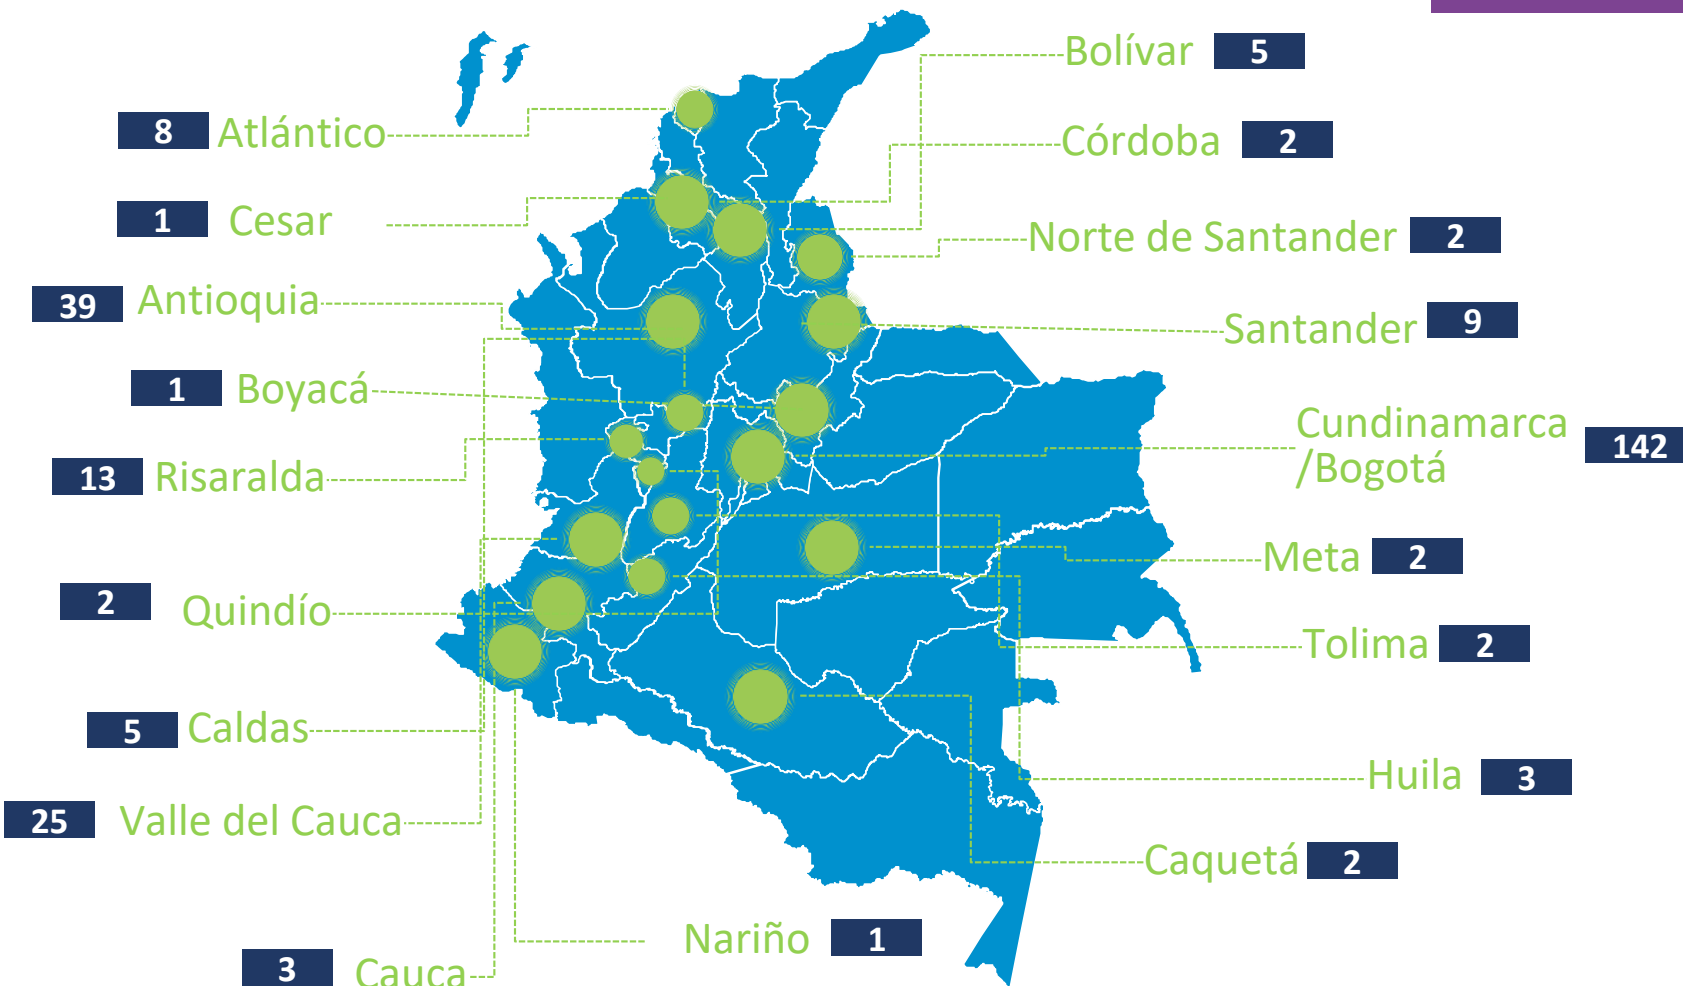 Bolívar 5
8 Atlántico
Córdoba 2
1 Cesar
Norte de Santander 2
39 Antioquia
Santander 9
1 Boyacá
Cundinamarca
/Bogotá 142
13 Risaralda
Meta 2
2 Quindío
Tolima 2
5 Caldas
Huila 3
25 Valle del Cauca
Caquetá 2
Nariño 1
3 Cauca